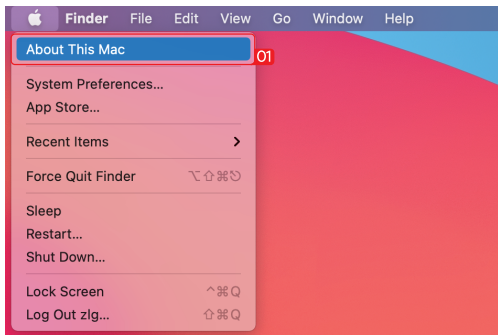 Finder File Edit View Go Window Help
About This Mac
01
System Preferences...
App Store...
Recent Items
Force Quit Finder ⌥⇧⌘⎋
Sleep
Restart...
Shut Down...
Lock Screen ^⌘Q
Log Out zlg... ⇧⌘Q